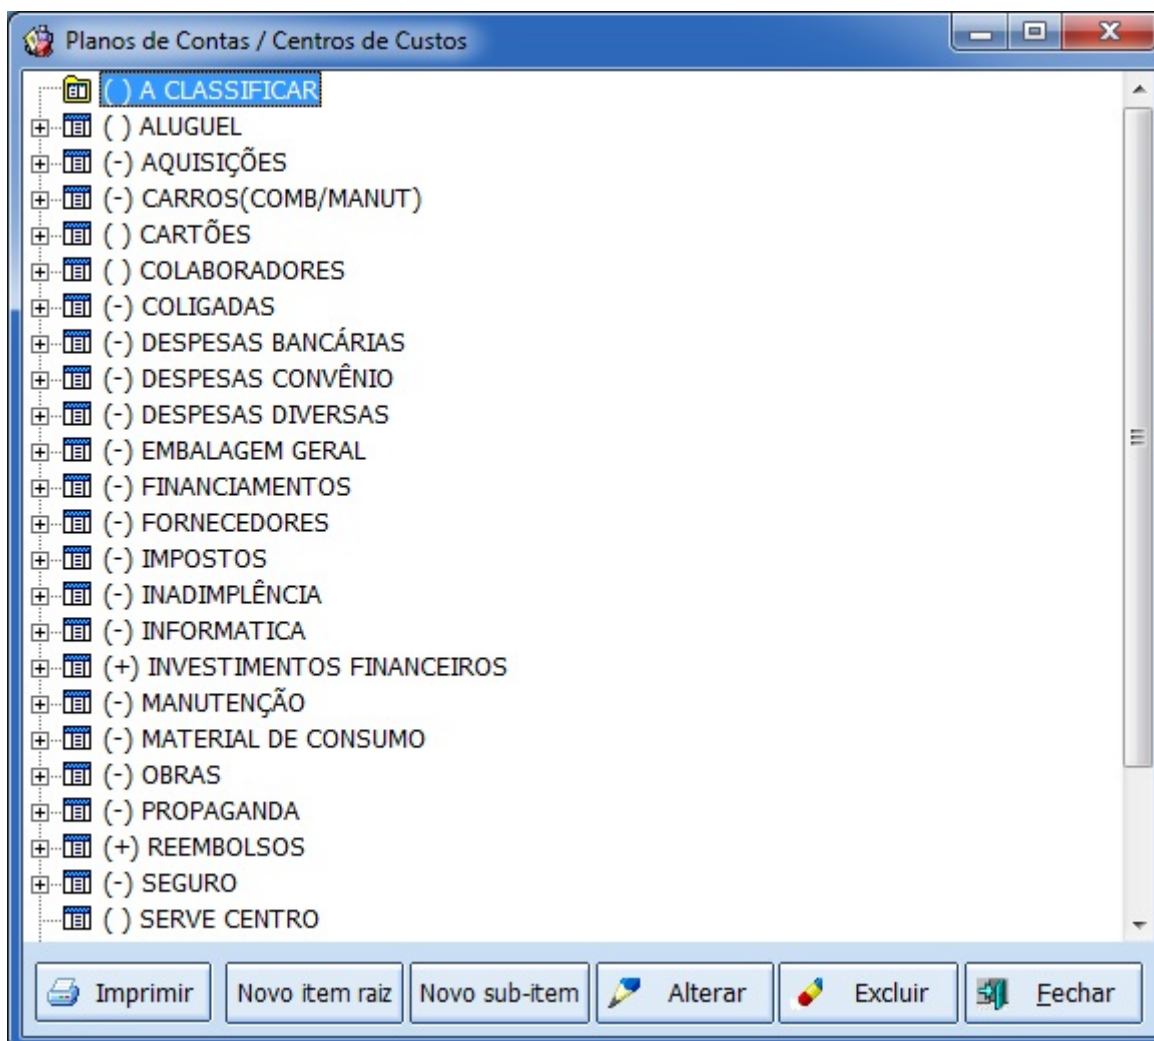 Planos de Contas / Centros de Custos
( ) A CLASSIFICAR
( ) ALUGUEL
(-) AQUISIÇÕES
(-) CARROS(COMB/MANUT)
( ) CARTÕES
( ) COLABORADORES
(-) COLIGADAS
(-) DESPESAS BANCÁRIAS
(-) DESPESAS CONVÊNIO
(-) DESPESAS DIVERSAS
(-) EMBALAGEM GERAL
(-) FINANCIAMENTOS
(-) FORNECEDORES
(-) IMPOSTOS
(-) INADIMPLÊNCIA
(-) INFORMATICA
(+) INVESTIMENTOS FINANCEIROS
(-) MANUTENÇÃO
(-) MATERIAL DE CONSUMO
(-) OBRAS
(-) PROPAGANDA
(+) REEMBOLSOS
(-) SEGURO
( ) SERVE CENTRO
Imprimir Novo item raiz Novo sub-item Alterar Excluir Fechar